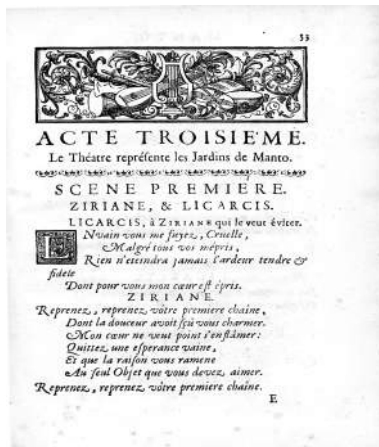 33
ACTE TROISIE'ME.
Le Théatre représente les Jardins de Manto.
SCENE PREMIERE.
ZIRIANE, & LICARCIS.
LICARCIS, à ZIRIANE qui le veut éviter.
EN vain vous me fuyez, Cruelle,
Malgré tous vos mépris,
Rien n'éteindra jamais l'ardeur tendre &
fidele
Dont pour vous mon cœur est épris.
ZIRIANE.
Reprenez, reprenez vôtre premiere chaîne,
Dont la douceur avoit sçû vous charmer.
Mon cœur ne veut point s'enflâmer:
Quittez une esperance vaine,
Et que la raison vous ramene
Au seul Objet que vous devez aimer.
Reprenez, reprenez vôtre premiere chaîne.
E